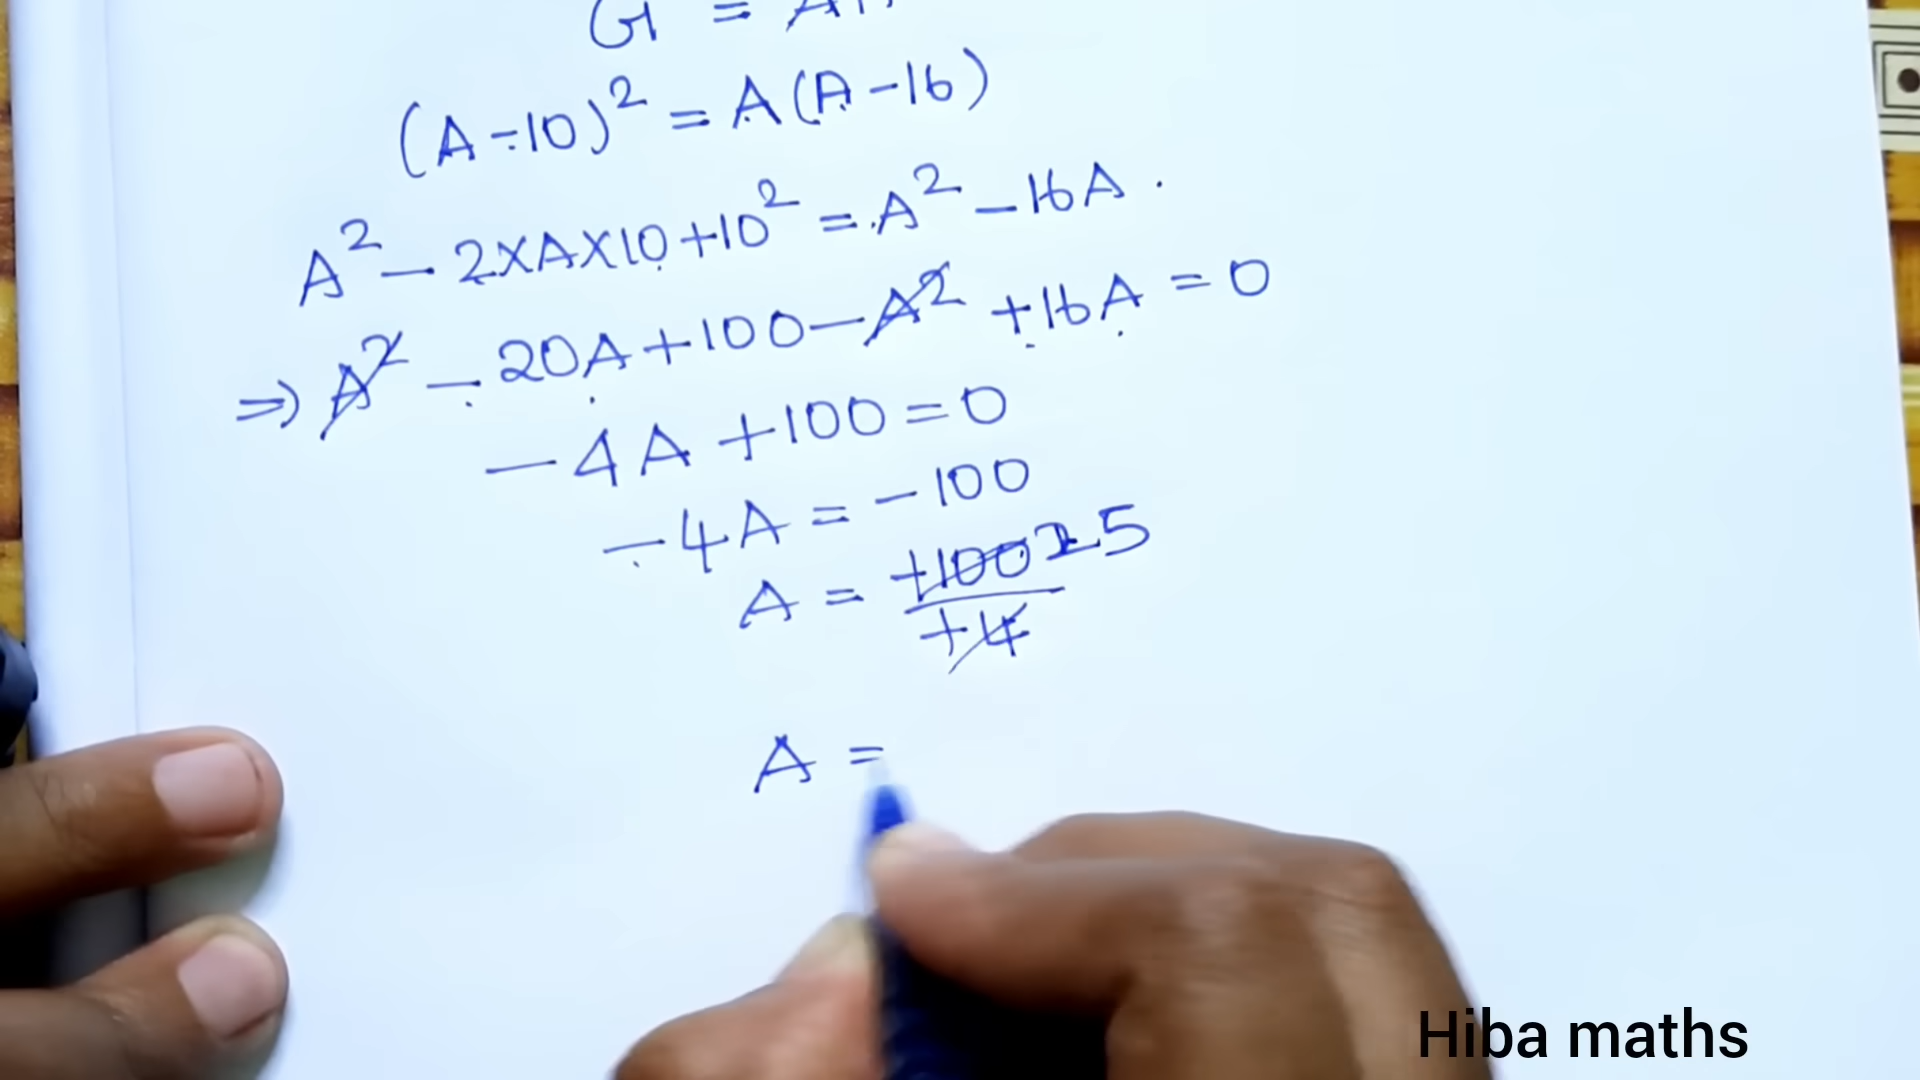 G =
(A-10)² = A(A-16)
A² - 2×A×10+10² = A² - 16A.
⇒ A² - 20A+100-A² +16A = 0
-4A +100 = 0
-4A = -100
A = +100/+4 25
A =
Hiba maths